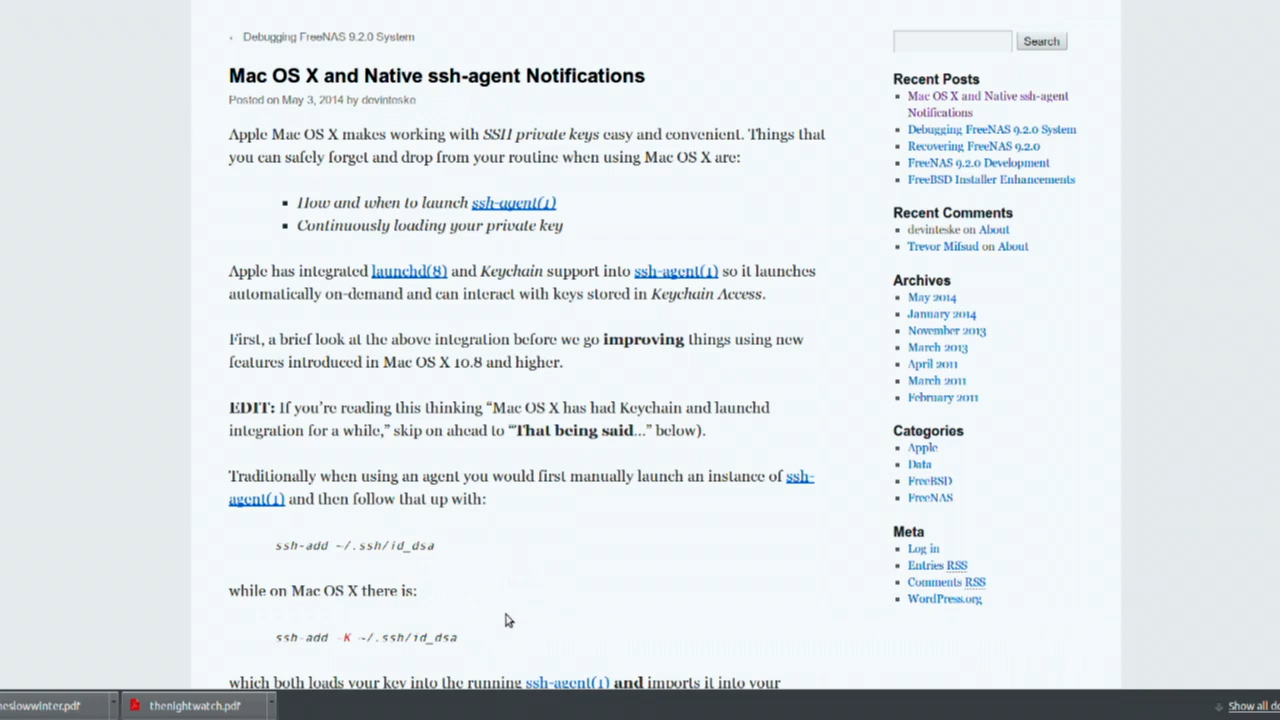 ← Debugging FreeNAS 9.2.0 System
Mac OS X and Native ssh-agent Notifications
Posted on May 3, 2014 by devinteske
Apple Mac OS X makes working with SSH private keys easy and convenient. Things that
you can safely forget and drop from your routine when using Mac OS X are:
▪ How and when to launch ssh-agent(1)
▪ Continuously loading your private key
Apple has integrated launchd(8) and Keychain support into ssh-agent(1) so it launches
automatically on-demand and can interact with keys stored in Keychain Access.
First, a brief look at the above integration before we go improving things using new
features introduced in Mac OS X 10.8 and higher.
EDIT: If you’re reading this thinking “Mac OS X has had Keychain and launchd
integration for a while,” skip on ahead to “That being said…” below).
Traditionally when using an agent you would first manually launch an instance of ssh-
agent(1) and then follow that up with:
ssh-add ~/.ssh/id_dsa
while on Mac OS X there is:
ssh-add -K ~/.ssh/id_dsa
which both loads your key into the running ssh-agent(1) and imports it into your
Search
Recent Posts
▪ Mac OS X and Native ssh-agent
Notifications
▪ Debugging FreeNAS 9.2.0 System
▪ Recovering FreeNAS 9.2.0
▪ FreeNAS 9.2.0 Development
▪ FreeBSD Installer Enhancements
Recent Comments
▪ devinteske on About
▪ Trevor Mifsud on About
Archives
▪ May 2014
▪ January 2014
▪ November 2013
▪ March 2013
▪ April 2011
▪ March 2011
▪ February 2011
Categories
▪ Apple
▪ Data
▪ FreeBSD
▪ FreeNAS
Meta
▪ Log in
▪ Entries RSS
▪ Comments RSS
▪ WordPress.org
eslowwinter.pdf
thenightwatch.pdf
Show all do